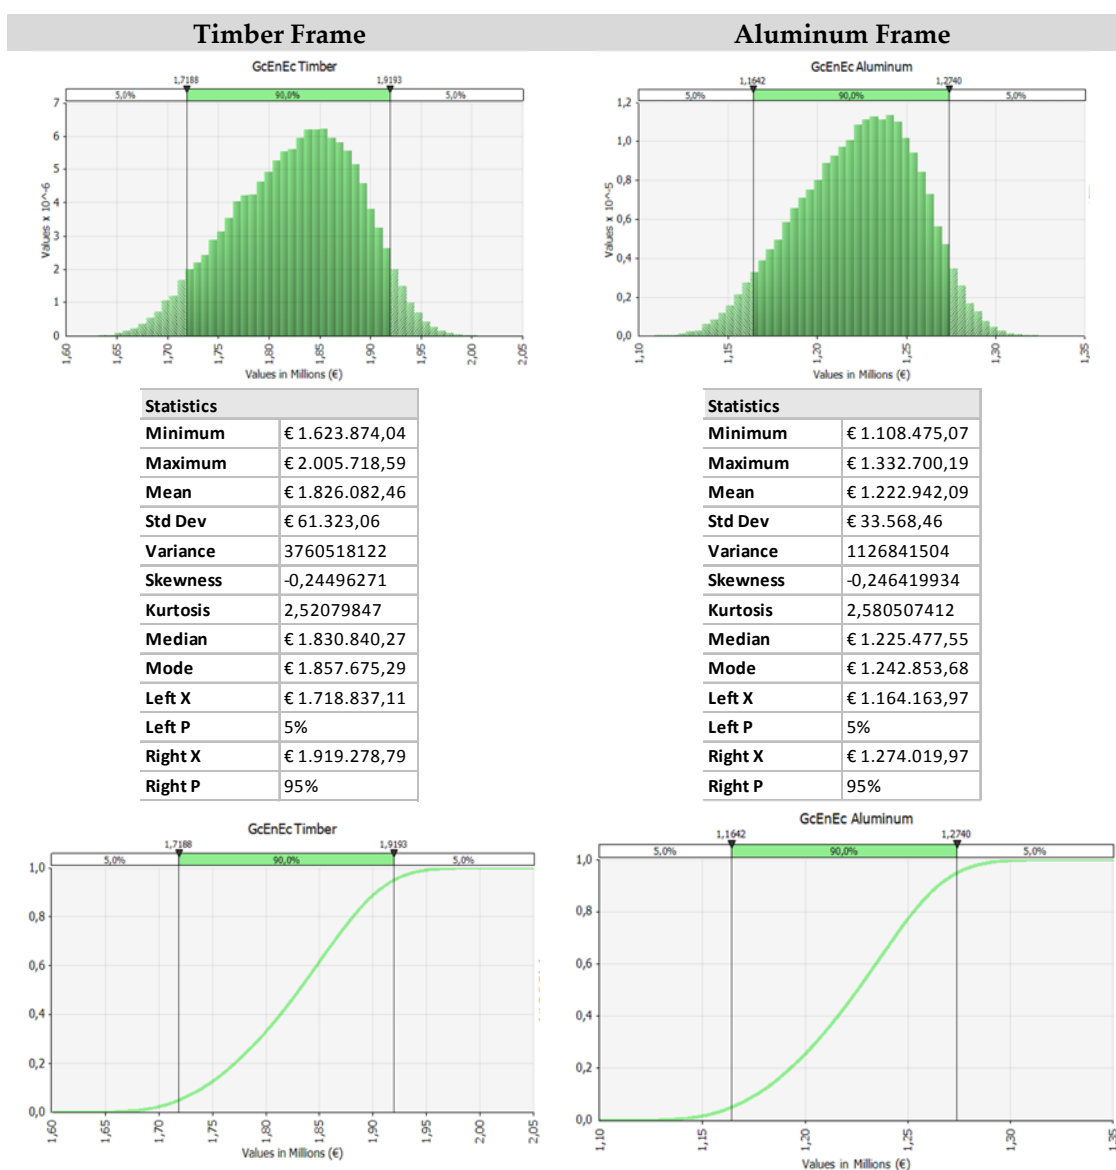 Timber Frame
Aluminum Frame
GcEnEc Timber
1,7188 1,9193
5,0% 90,0% 5,0%
7
6
5
4
3
2
1
0
Values x 10^-6
1,60 1,65 1,70 1,75 1,80 1,85 1,90 1,95 2,00 2,05
Values in Millions (€)
GcEnEc Aluminum
1,1642 1,2740
5,0% 90,0% 5,0%
1,2
1,0
0,8
0,6
0,4
0,2
0,0
Values x 10^-5
1,10 1,15 1,20 1,25 1,30 1,35
Values in Millions (€)
Statistics
Minimum € 1.623.874,04
Maximum € 2.005.718,59
Mean € 1.826.082,46
Std Dev € 61.323,06
Variance 3760518122
Skewness -0,24496271
Kurtosis 2,52079847
Median € 1.830.840,27
Mode € 1.857.675,29
Left X € 1.718.837,11
Left P 5%
Right X € 1.919.278,79
Right P 95%
Statistics
Minimum € 1.108.475,07
Maximum € 1.332.700,19
Mean € 1.222.942,09
Std Dev € 33.568,46
Variance 1126841504
Skewness -0,246419934
Kurtosis 2,580507412
Median € 1.225.477,55
Mode € 1.242.853,68
Left X € 1.164.163,97
Left P 5%
Right X € 1.274.019,97
Right P 95%
GcEnEc Timber
1,7188 1,9193
5,0% 90,0% 5,0%
1,0
0,8
0,6
0,4
0,2
0,0
1,60 1,65 1,70 1,75 1,80 1,85 1,90 1,95 2,00 2,05
Values in Millions (€)
GcEnEc Aluminum
1,1642 1,2740
5,0% 90,0% 5,0%
1,0
0,8
0,6
0,4
0,2
0,0
1,10 1,15 1,20 1,25 1,30 1,35
Values in Millions (€)